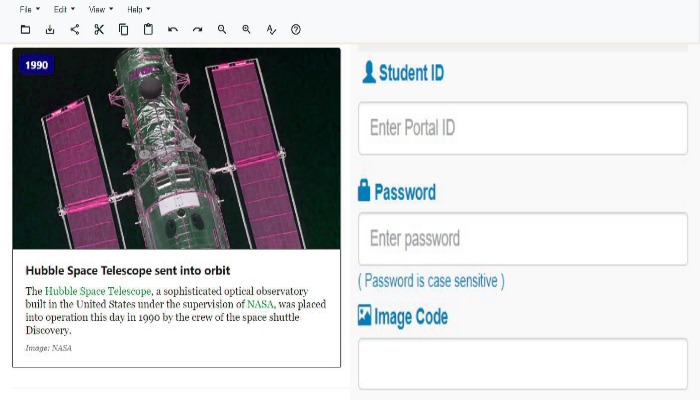 File Edit View Help
1990
Hubble Space Telescope sent into orbit
The Hubble Space Telescope, a sophisticated optical observatory
built in the United States under the supervision of NASA, was placed
into operation this day in 1990 by the crew of the space shuttle
Discovery.
Image: NASA
Student ID
Enter Portal ID
Password
Enter password
( Password is case sensitive )
Image Code